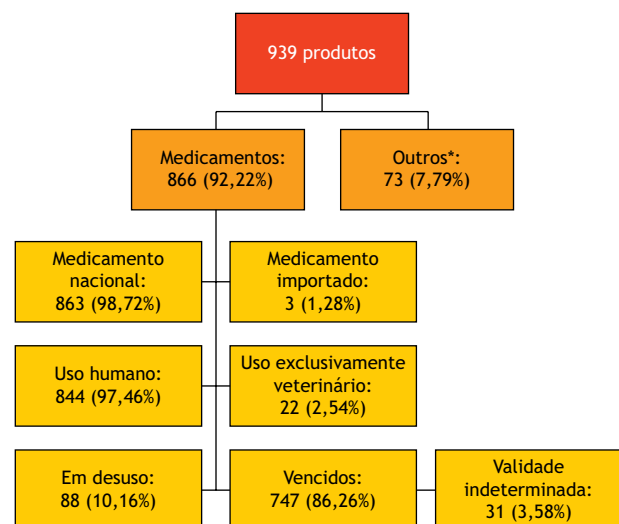 939 produtos
Medicamentos:
866 (92,22%)
Outros*:
73 (7,79%)
Medicamento
nacional:
863 (98,72%)
Medicamento
importado:
3 (1,28%)
Uso humano:
844 (97,46%)
Uso exclusivamente
veterinário:
22 (2,54%)
Em desuso:
88 (10,16%)
Vencidos:
747 (86,26%)
Validade
indeterminada:
31 (3,58%)